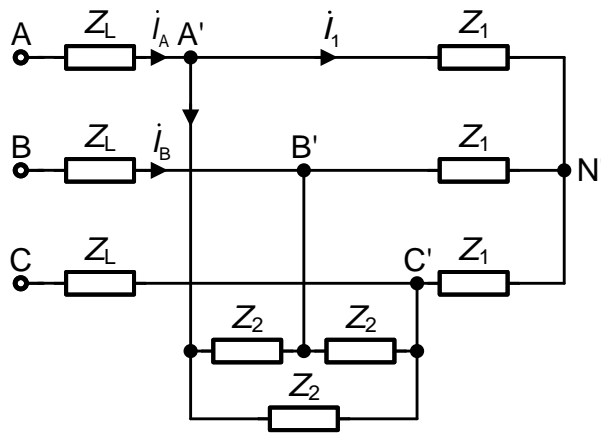 A Z_L i_A A' i_1 Z_1
B Z_L i_B B' Z_1 N
C Z_L C' Z_1
Z_2 Z_2
Z_2